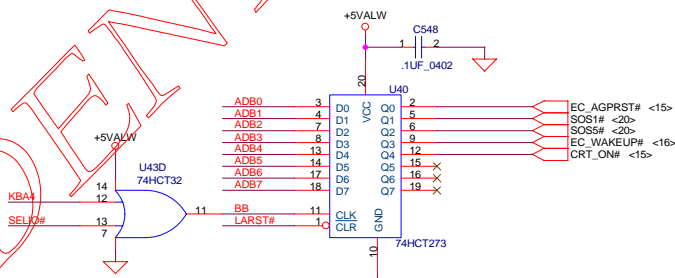 +5VALW
C548
1 2
.1UF_0402
20
U40
ADB0 3 D0 VCC Q0 2 EC_AGPRST# <15>
ADB1 4 D1 Q1 5 SOS1# <20>
ADB2 7 D2 Q2 6 SOS5# <20>
ADB3 8 D3 Q3 9 EC_WAKEUP# <16>
ADB4 13 D4 Q4 12 CRT_ON# <15>
ADB5 14 D5 Q5 15
ADB6 17 D6 Q6 16
ADB7 18 D7 Q7 19
+5VALW
U43D
74HCT32
14
KBA4 12
11 BB 11 CLK
SELIO# 13
LARST# 1 CLR
7
GND
74HCT273
10